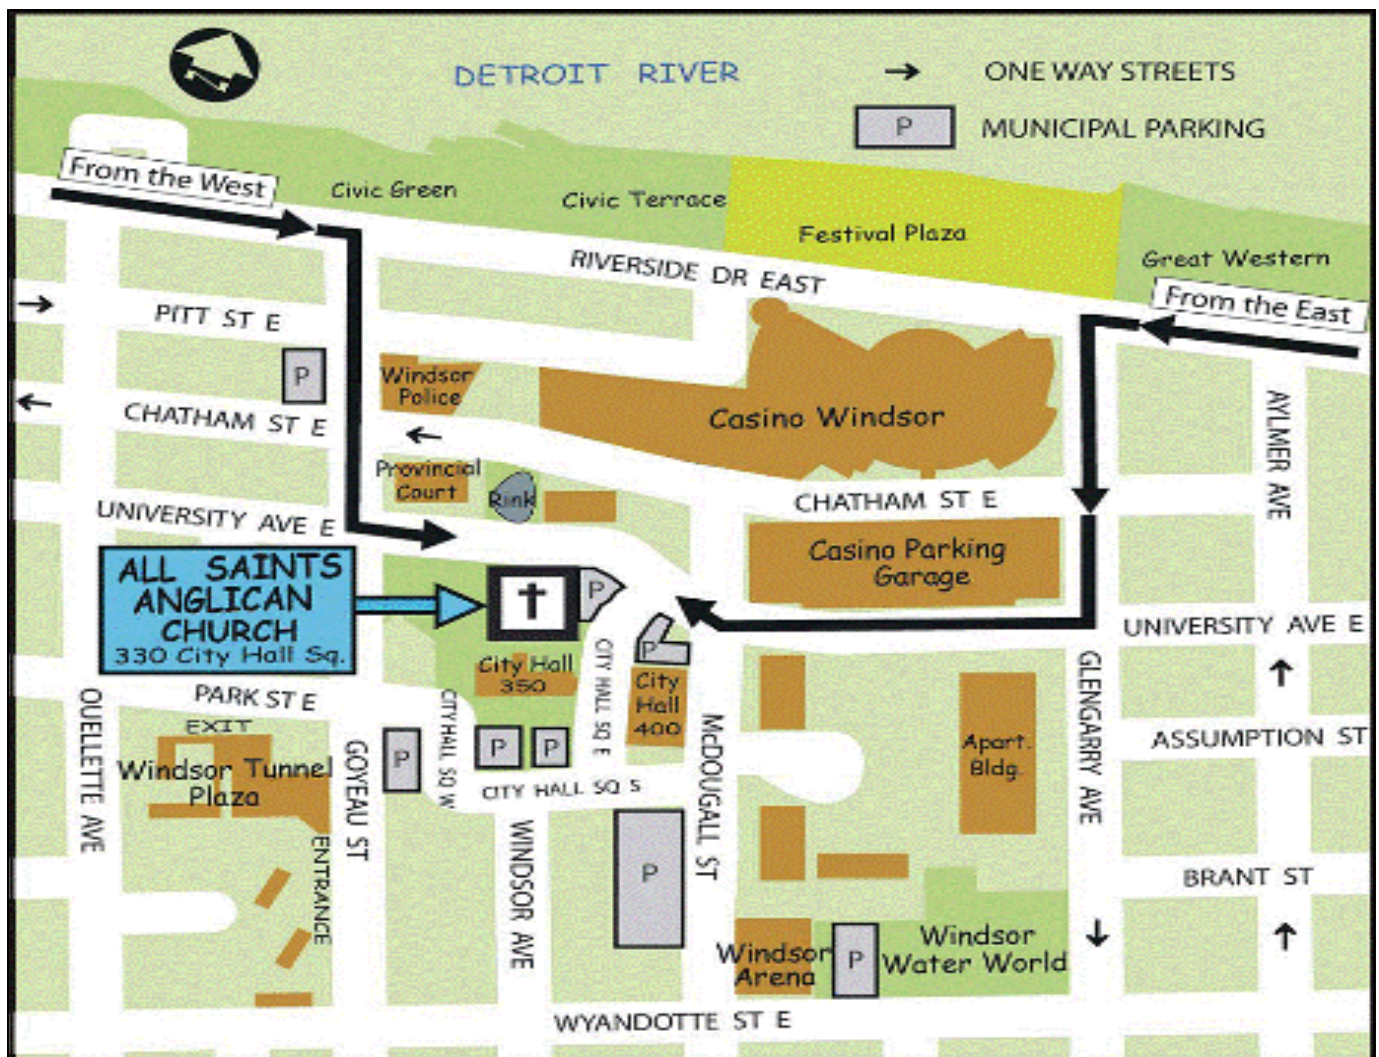 DETROIT RIVER
ONE WAY STREETS
P
MUNICIPAL PARKING
From the West
Civic Green
Civic Terrace
Festival Plaza
Great Western
RIVERSIDE DR EAST
From the East
PITT ST E
P
Windsor
Police
CHATHAM ST E
Casino Windsor
AYLMER AVE
Provincial
Court
Rink
CHATHAM ST E
UNIVERSITY AVE E
Casino Parking
Garage
ALL SAINTS
ANGLICAN
CHURCH
330 City Hall Sq.
P
P
UNIVERSITY AVE E
City Hall
350
CITY HALL SQ E
City
Hall
400
GLENGARRY AVE
PARK ST E
OUELLETTE AVE
EXIT
Windsor Tunnel
Plaza
GOYEAU ST
CITYHALL SQ W
P
P
P
McDOUGALL ST
Apart.
Bldg.
ASSUMPTION ST
CITY HALL SQ S
ENTRANCE
WINDSOR AVE
P
BRANT ST
Windsor
Arena
P
Windsor
Water World
WYANDOTTE ST E